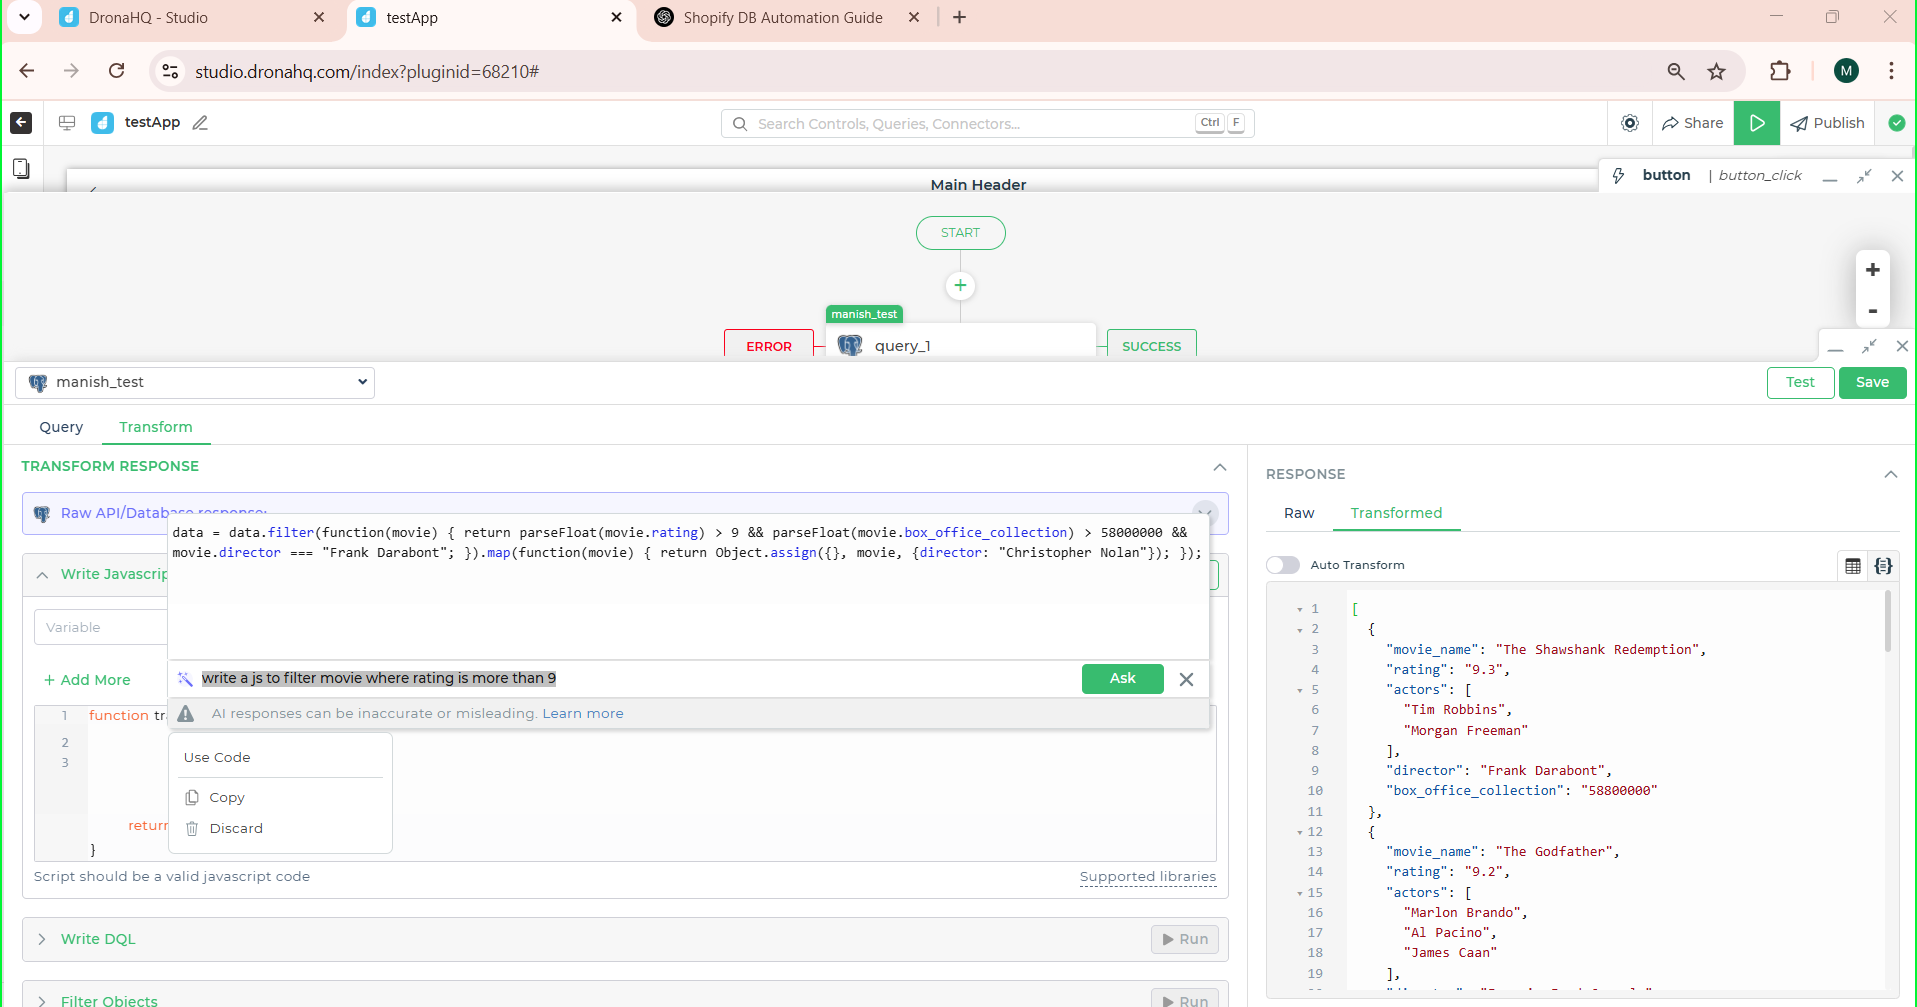 DronaHQ - Studio
testApp
Shopify DB Automation Guide
studio.dronahq.com/index?pluginid=68210#
M
testApp
Search Controls, Queries, Connectors...
Ctrl
F
Share
Publish
Main Header
button | button_click
START
manish_test
ERROR
query_1
SUCCESS
manish_test
Test
Save
Query
Transform
TRANSFORM RESPONSE
Raw API/Database response:
data = data.filter(function(movie) { return parseFloat(movie.rating) > 9 && parseFloat(movie.box_office_collection) > 58000000 &&
movie.director === "Frank Darabont"; }).map(function(movie) { return Object.assign({}, movie, {director: "Christopher Nolan"}); });
Write Javascrip
Variable
+ Add More
write a js to filter movie where rating is more than 9
Ask
AI responses can be inaccurate or misleading. Learn more
1 function tr
2
3
return
}
Use Code
Copy
Discard
Script should be a valid javascript code
Supported libraries
Write DQL
Run
Filter Objects
Run
RESPONSE
Raw
Transformed
Auto Transform
1 [
2 {
3 "movie_name": "The Shawshank Redemption",
4 "rating": "9.3",
5 "actors": [
6 "Tim Robbins",
7 "Morgan Freeman"
8 ],
9 "director": "Frank Darabont",
10 "box_office_collection": "58800000"
11 },
12 {
13 "movie_name": "The Godfather",
14 "rating": "9.2",
15 "actors": [
16 "Marlon Brando",
17 "Al Pacino",
18 "James Caan"
19 ],